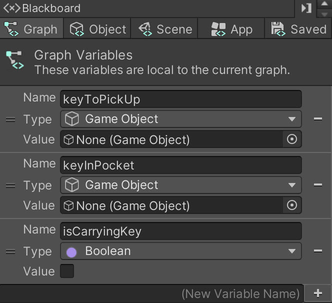 Blackboard
Graph Object Scene App Saved
Graph Variables
These variables are local to the current graph.
Name keyToPickUp
Type Game Object
Value None (Game Object)
Name keyInPocket
Type Game Object
Value None (Game Object)
Name isCarryingKey
Type Boolean
Value
(New Variable Name)